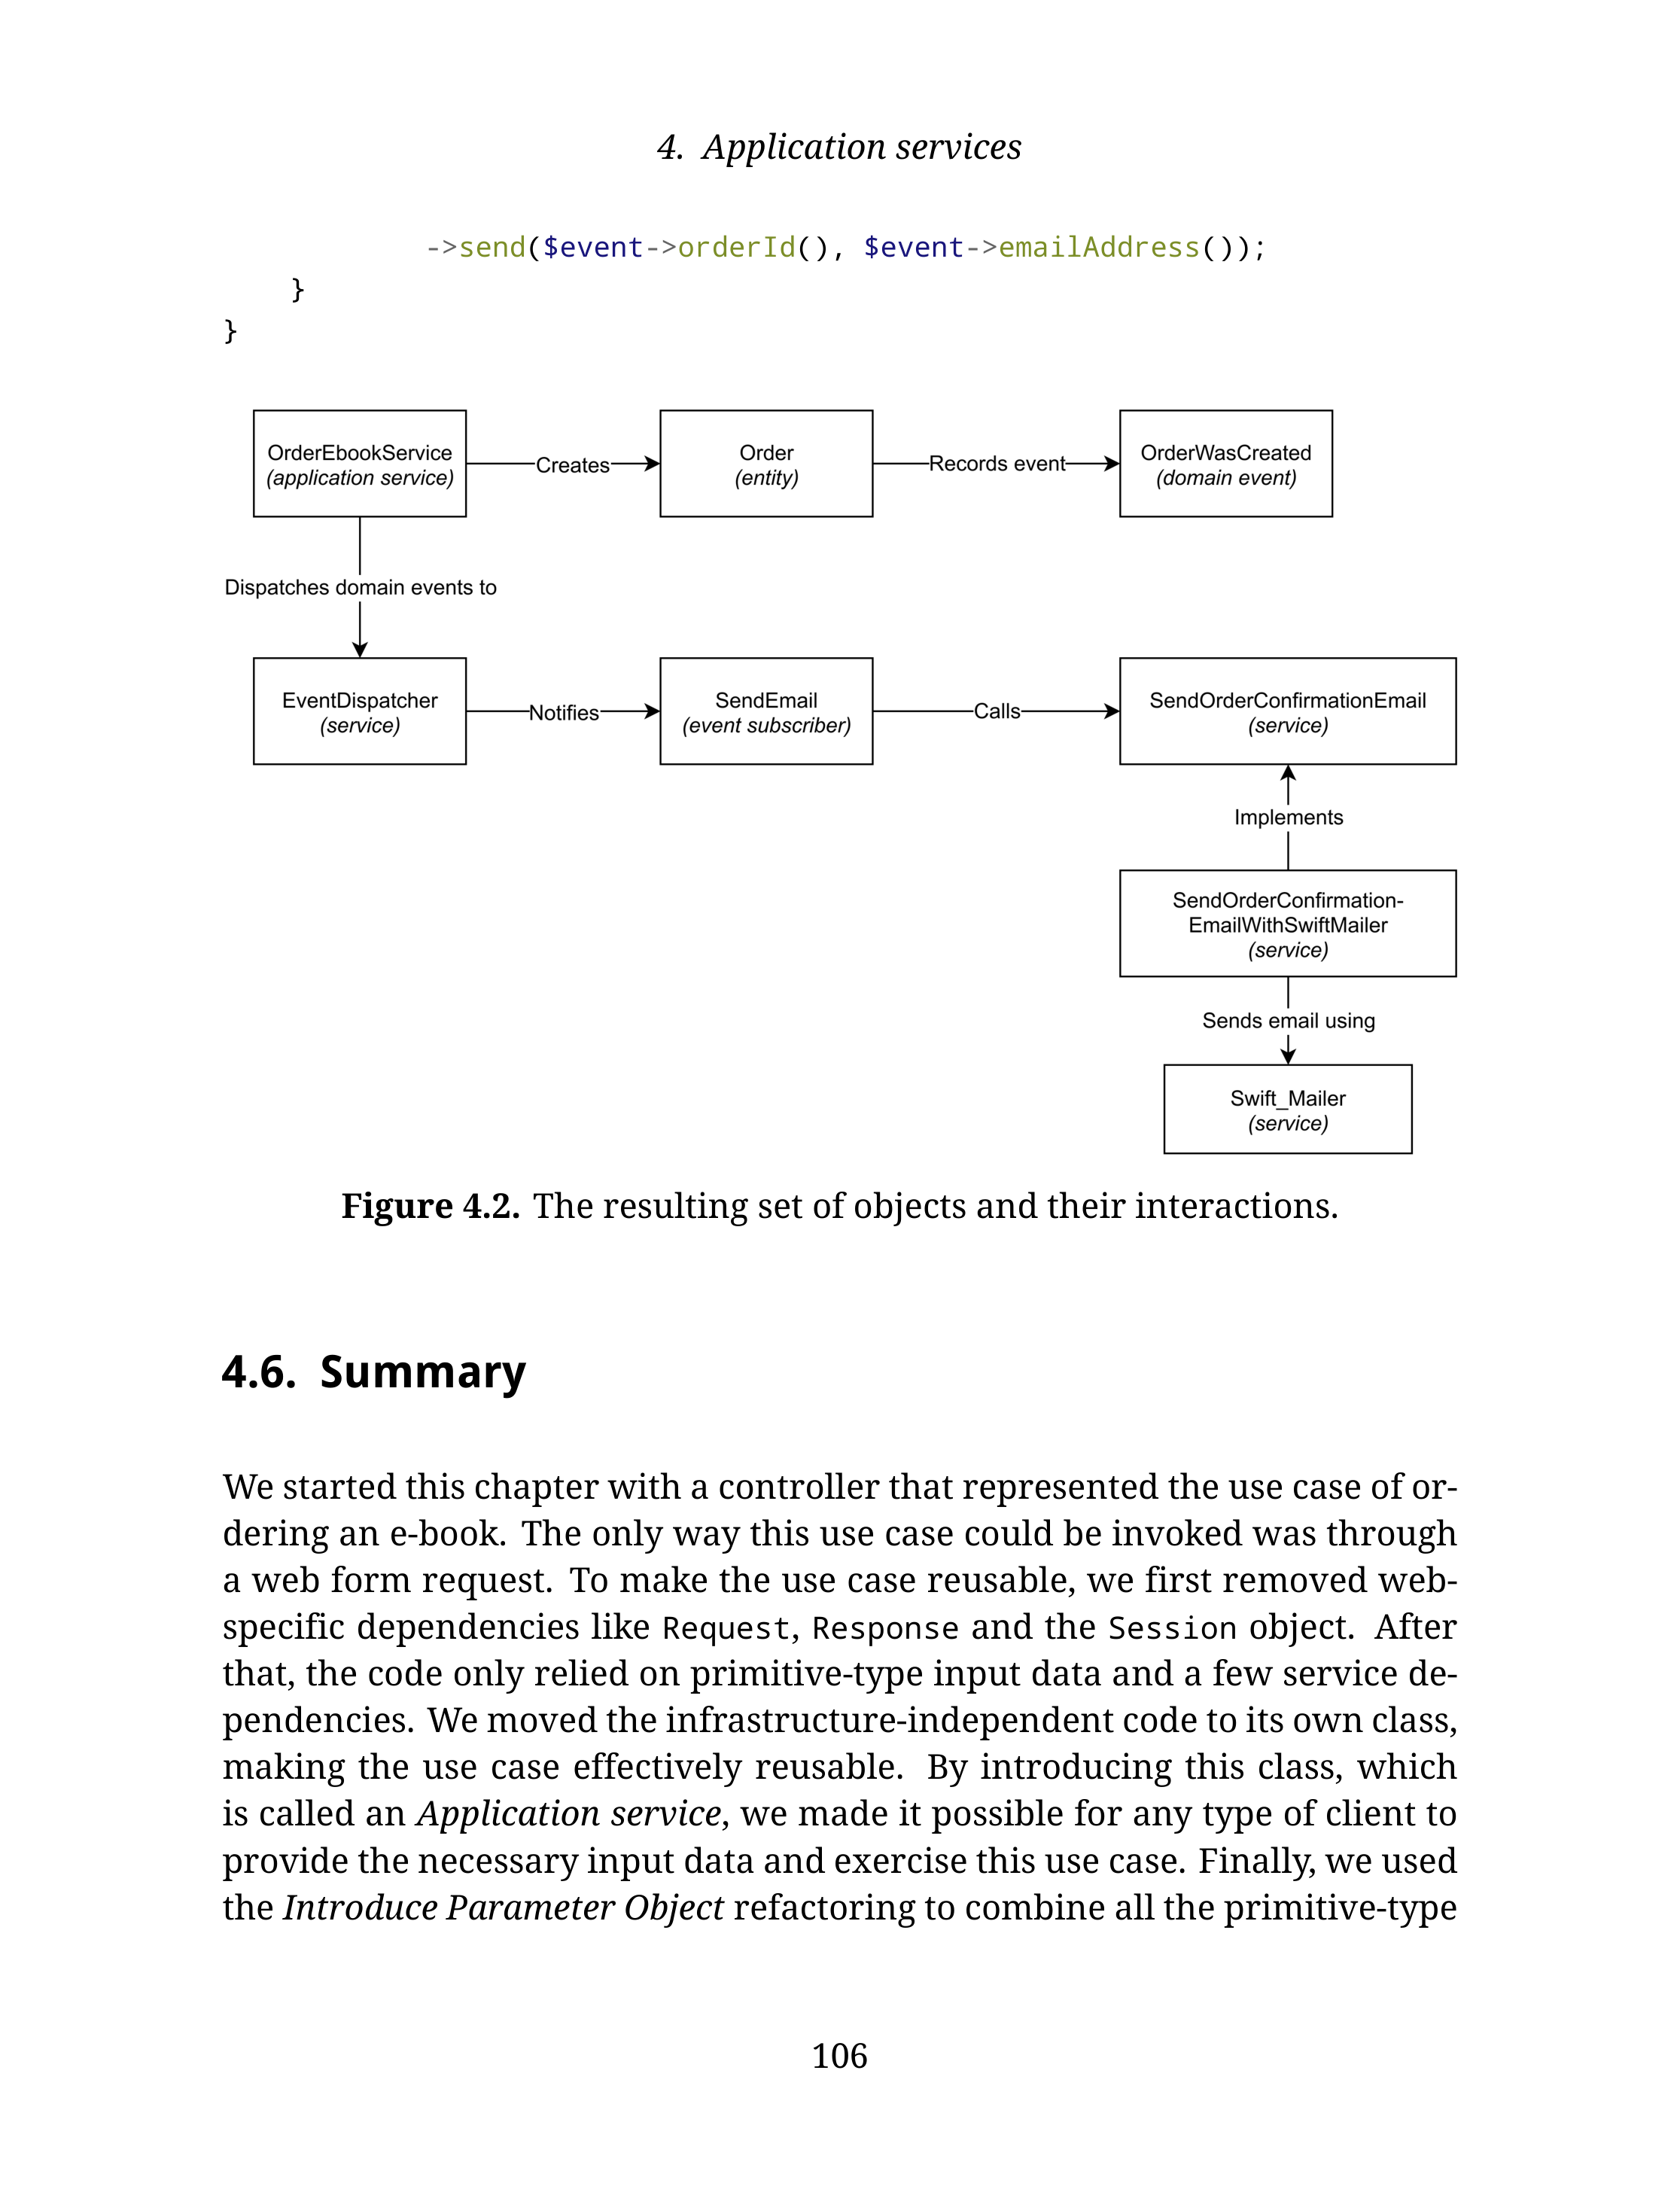 4. Application services
->send($event->orderId(), $event->emailAddress());
}
}
OrderEbookService
(application service)
Creates
Order
(entity)
Records event
OrderWasCreated
(domain event)
Dispatches domain events to
EventDispatcher
(service)
Notifies
SendEmail
(event subscriber)
Calls
SendOrderConfirmationEmail
(service)
Implements
SendOrderConfirmation-
EmailWithSwiftMailer
(service)
Sends email using
Swift_Mailer
(service)
Figure 4.2. The resulting set of objects and their interactions.
4.6. Summary
We started this chapter with a controller that represented the use case of or-
dering an e-book. The only way this use case could be invoked was through
a web form request. To make the use case reusable, we first removed web-
specific dependencies like Request, Response and the Session object. After
that, the code only relied on primitive-type input data and a few service de-
pendencies. We moved the infrastructure-independent code to its own class,
making the use case effectively reusable. By introducing this class, which
is called an Application service, we made it possible for any type of client to
provide the necessary input data and exercise this use case. Finally, we used
the Introduce Parameter Object refactoring to combine all the primitive-type
106